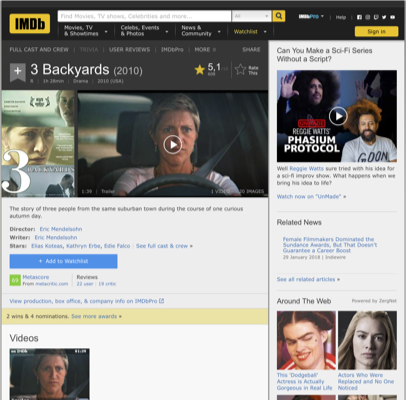 IMDb
Find Movies, TV shows, Celebrities and more...
All
Movies, TV
& Showtimes
Celebs, Events
& Photos
News &
Community
Watchlist
IMDbPro
Help
Sign in
FULL CAST AND CREW
TRIVIA
USER REVIEWS
IMDbPro
MORE
SHARE
3 Backyards (2010)
5,1
Rate
This
R
1h 28min
Drama
2010 (USA)
3
BACKYARDS
1:39
Trailer
1 VIDEO
20 IMAGES
The story of three people from the same suburban town during the course of one curious
autumn day.
Director: Eric Mendelsohn
Writer: Eric Mendelsohn
Stars: Elias Koteas, Kathryn Erbe, Edie Falco
See full cast & crew »
+ Add to Watchlist
Metascore
From metacritic.com
Reviews
22 user
19 critic
View production, box office, & company info on IMDbPro
2 wins & 4 nominations. See more awards »
Videos
Can You Make a Sci-Fi Series
Without a Script?
REGGIE WATTS'
PHASIUM
PROTOCOL
Well Reggie Watts sure tried with his idea for
a sci-fi improv show. What happens when we
bring his idea to life?
Watch now on "UnMade" »
Related News
Female Filmmakers Dominated the
Sundance Awards, But That Doesn't
Guarantee a Career Boost
29 January 2018 | Indiewire
See all related articles »
Around The Web
Powered by ZergNet
This 'Dodgeball'
Actress is Actually
Gorgeous in Real Life
Actors Who Were
Replaced and No One
Noticed